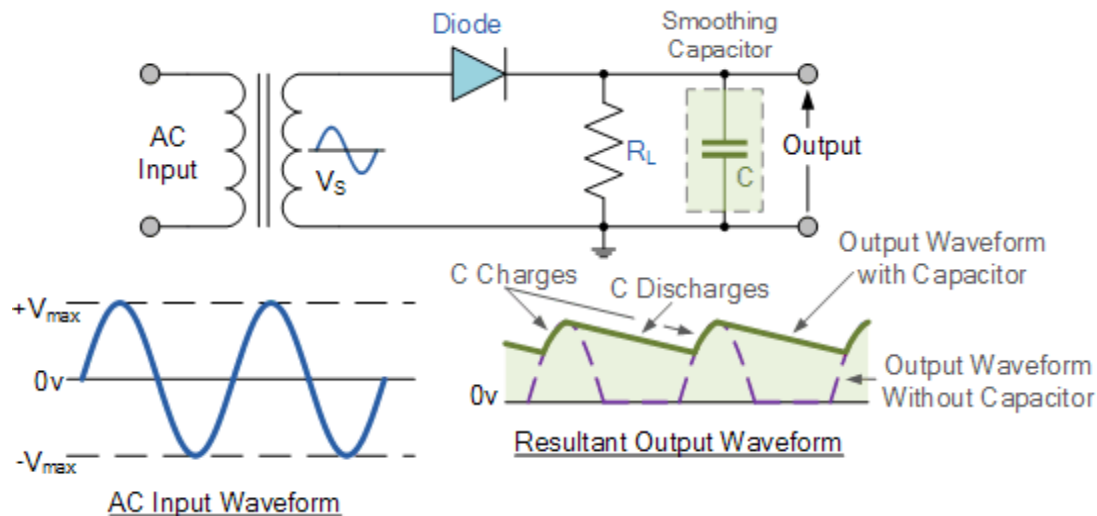 Diode
Smoothing
Capacitor
AC
Input
VS
RL
C
Output
Output Waveform
with Capacitor
C Charges
C Discharges
+Vmax
0v
-Vmax
AC Input Waveform
0v
Output Waveform
Without Capacitor
Resultant Output Waveform